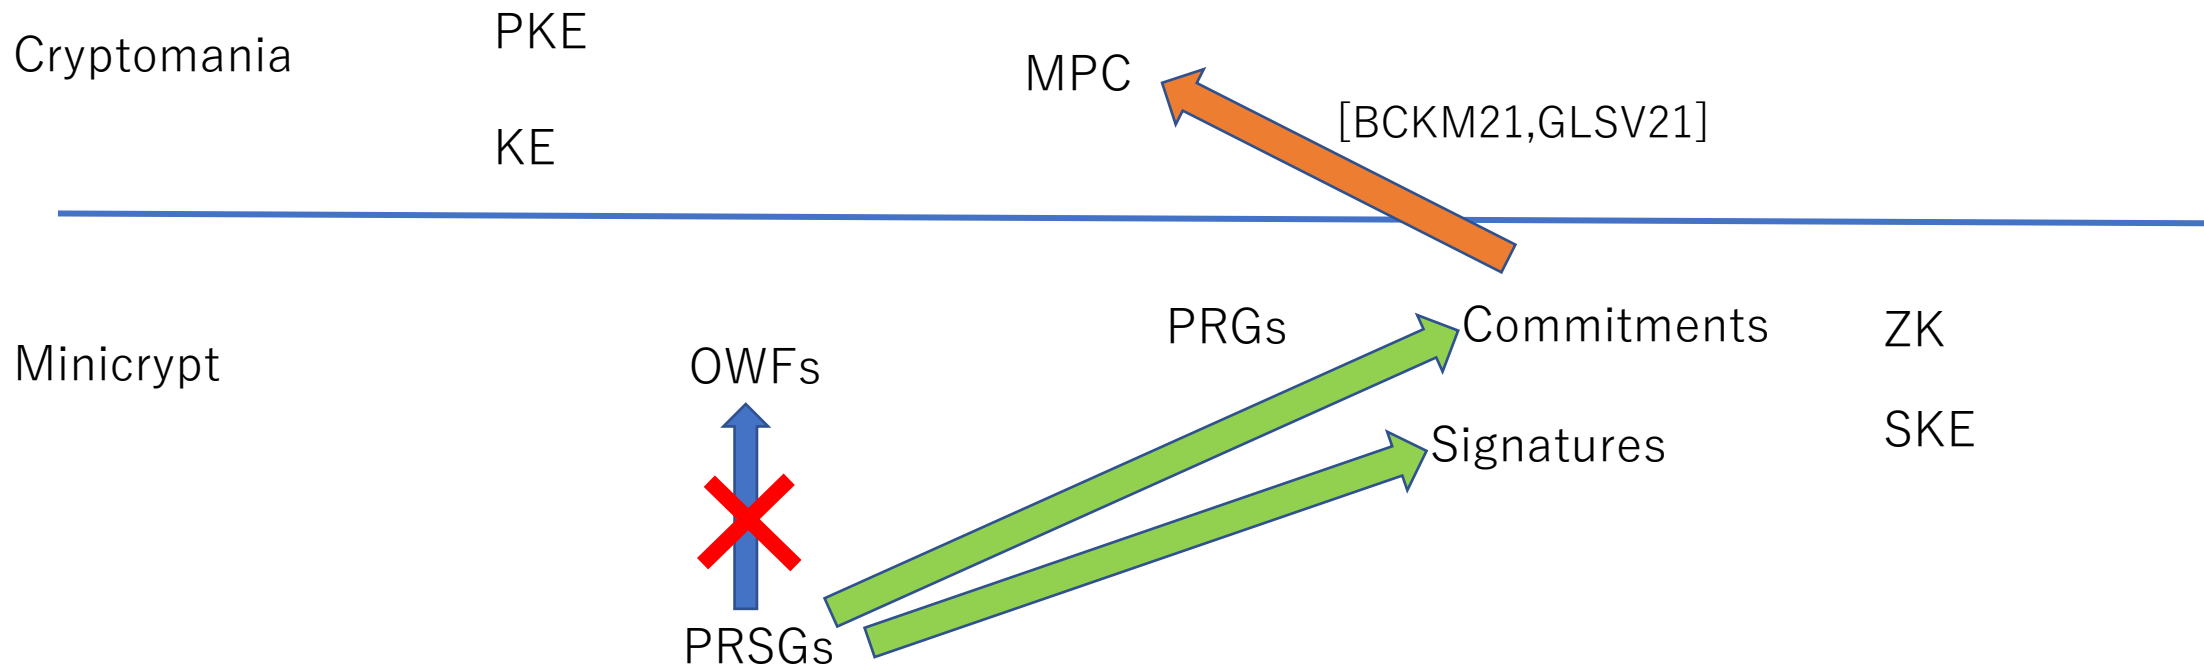 Cryptomania
PKE
MPC
[BCKM21,GLSV21]
KE
Minicrypt
OWFs
PRGs
Commitments
ZK
Signatures
SKE
PRSGs